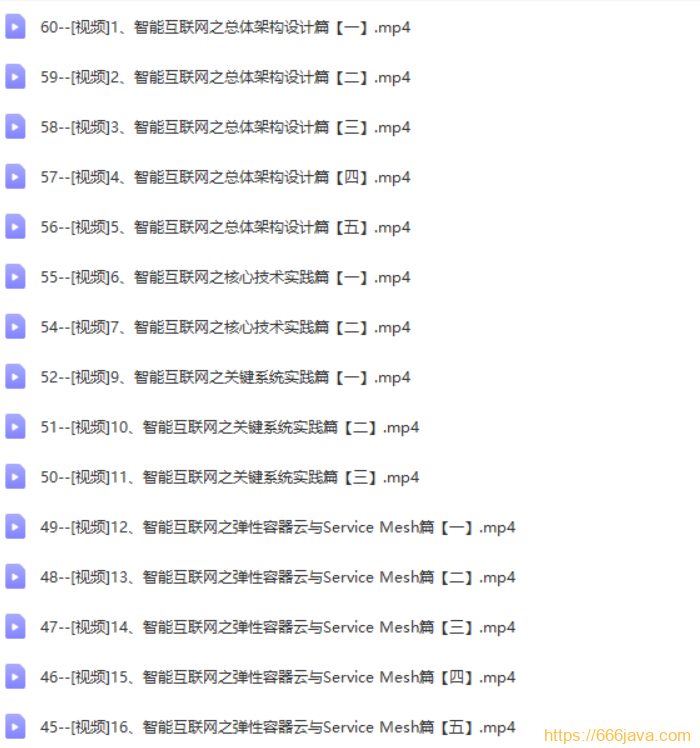 60--[视频]1、智能互联网之总体架构设计篇【一】.mp4
59--[视频]2、智能互联网之总体架构设计篇【二】.mp4
58--[视频]3、智能互联网之总体架构设计篇【三】.mp4
57--[视频]4、智能互联网之总体架构设计篇【四】.mp4
56--[视频]5、智能互联网之总体架构设计篇【五】.mp4
55--[视频]6、智能互联网之核心技术实践篇【一】.mp4
54--[视频]7、智能互联网之核心技术实践篇【二】.mp4
52--[视频]9、智能互联网之关键系统实践篇【一】.mp4
51--[视频]10、智能互联网之关键系统实践篇【二】.mp4
50--[视频]11、智能互联网之关键系统实践篇【三】.mp4
49--[视频]12、智能互联网之弹性容器云与Service Mesh篇【一】.mp4
48--[视频]13、智能互联网之弹性容器云与Service Mesh篇【二】.mp4
47--[视频]14、智能互联网之弹性容器云与Service Mesh篇【三】.mp4
46--[视频]15、智能互联网之弹性容器云与Service Mesh篇【四】.mp4
45--[视频]16、智能互联网之弹性容器云与Service Mesh篇【五】.mp4
https://666java.com